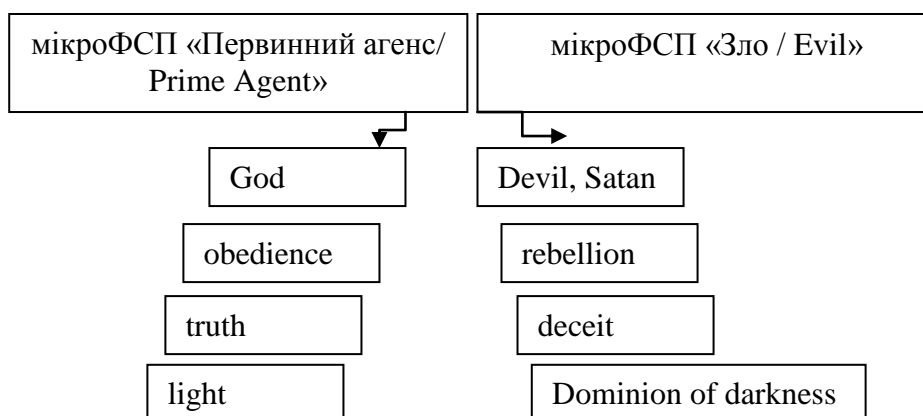 мікроФСП «Первинний агенс/
Prime Agent»
мікроФСП «Зло / Evil»
God
Devil, Satan
obedience
rebellion
truth
deceit
light
Dominion of darkness